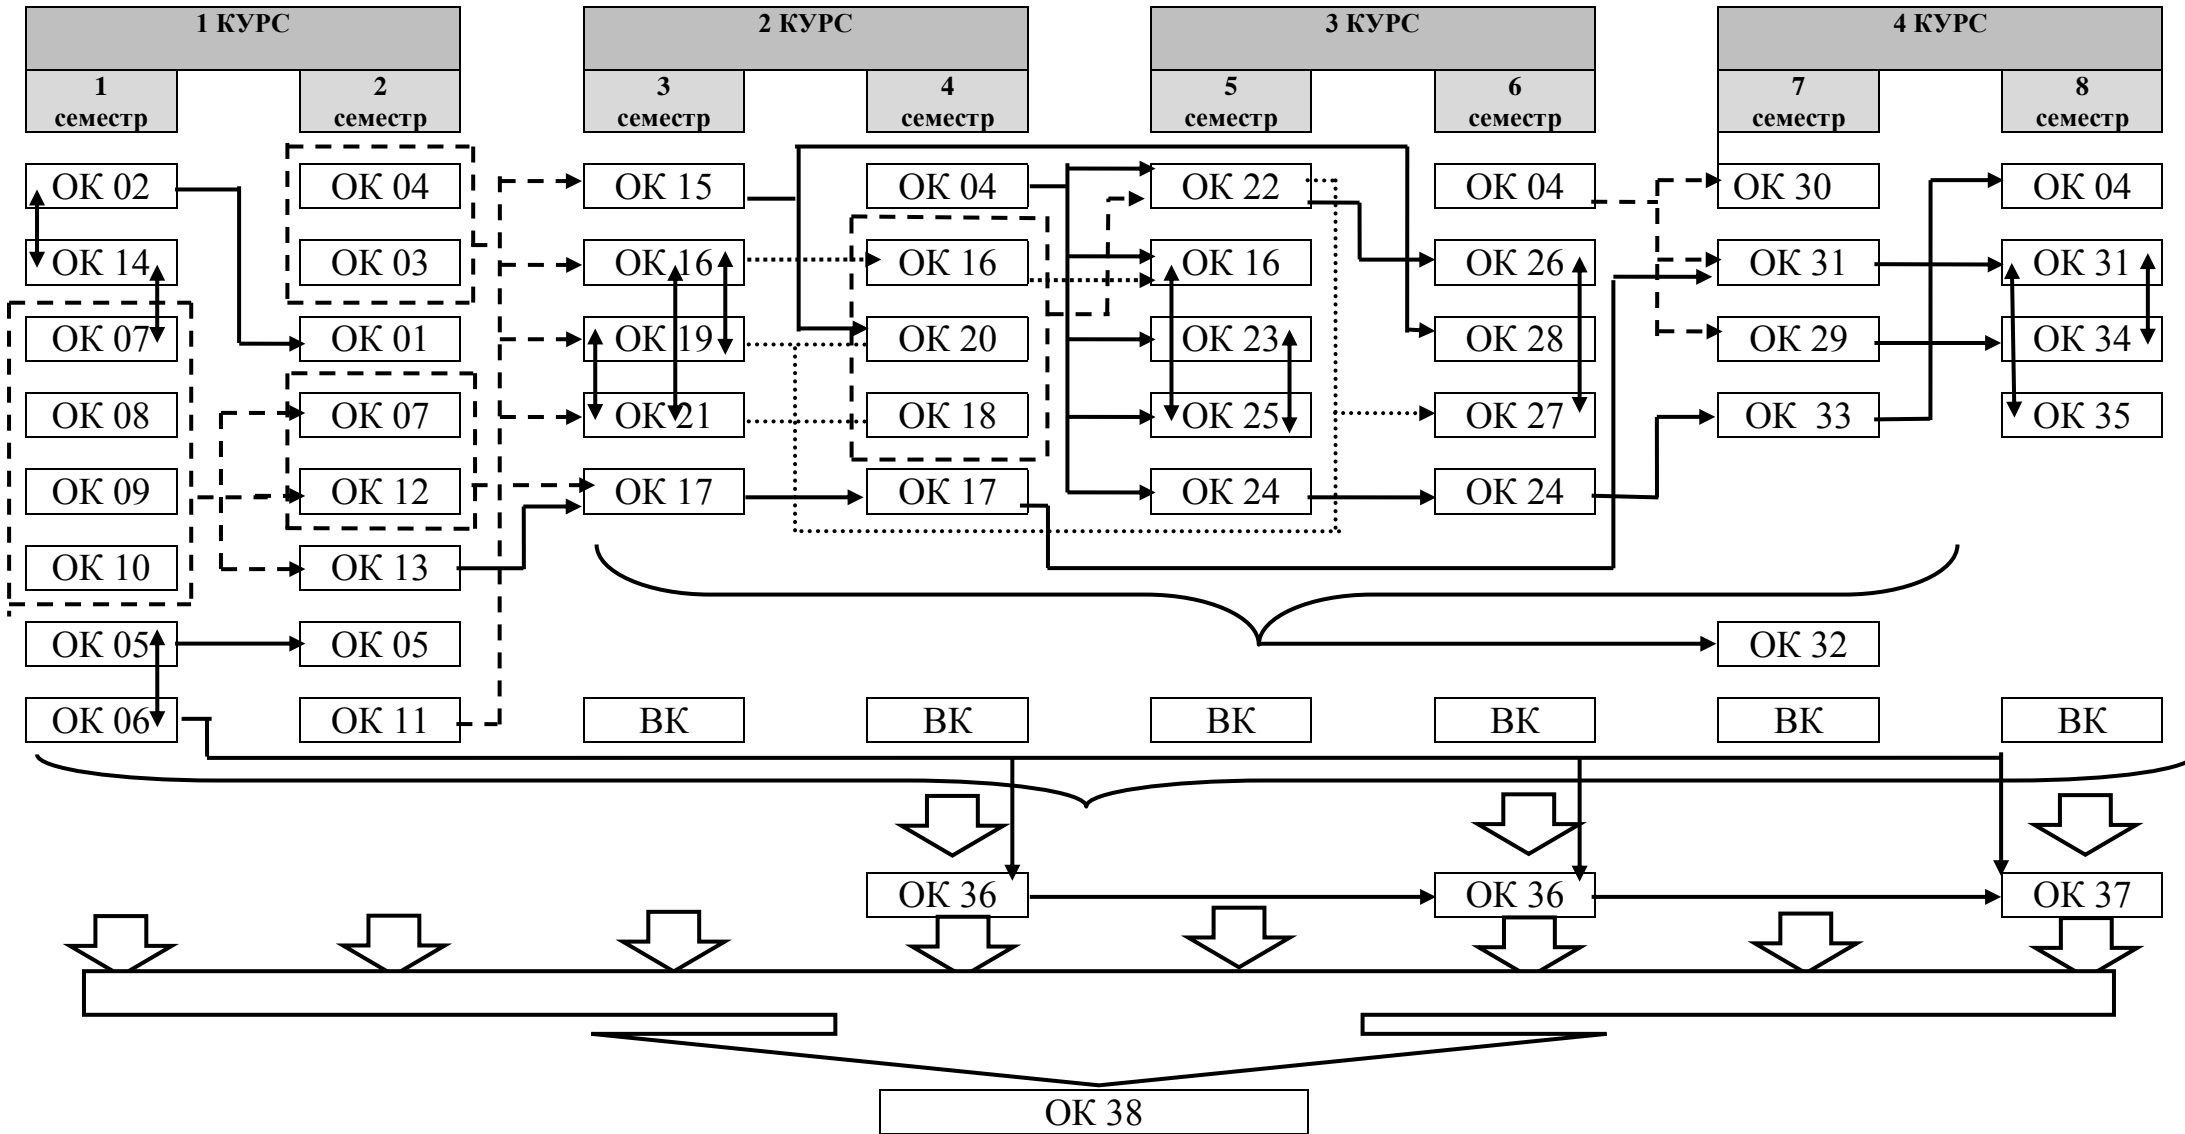 1 КУРС
2 КУРС
3 КУРС
4 КУРС
1 семестр
2 семестр
3 семестр
4 семестр
5 семестр
6 семестр
7 семестр
8 семестр
ОК 02
ОК 04
ОК 15
ОК 04
ОК 22
ОК 04
ОК 30
ОК 04
ОК 14
ОК 03
ОК 16
ОК 16
ОК 16
ОК 26
ОК 31
ОК 31
ОК 07
ОК 01
ОК 19
ОК 20
ОК 23
ОК 28
ОК 29
ОК 34
ОК 08
ОК 07
ОК 21
ОК 18
ОК 25
ОК 27
ОК 33
ОК 35
ОК 09
ОК 12
ОК 17
ОК 17
ОК 24
ОК 24
ОК 10
ОК 13
ОК 05
ОК 05
ОК 32
ОК 06
ОК 11
ВК
ВК
ВК
ВК
ВК
ВК
ОК 36
ОК 36
ОК 37
ОК 38